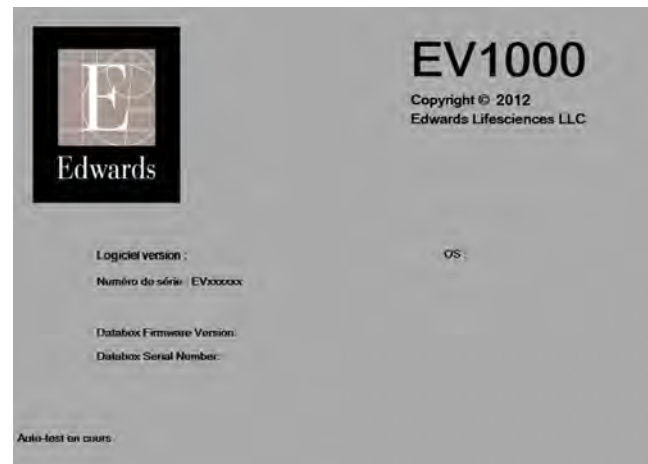 E
Edwards
EV1000
Copyright © 2012
Edwards Lifesciences LLC
Logiciel version :
OS :
Numéro de série : EVxxxxxx
Databox Firmware Version:
Databox Serial Number:
Auto-test en cours